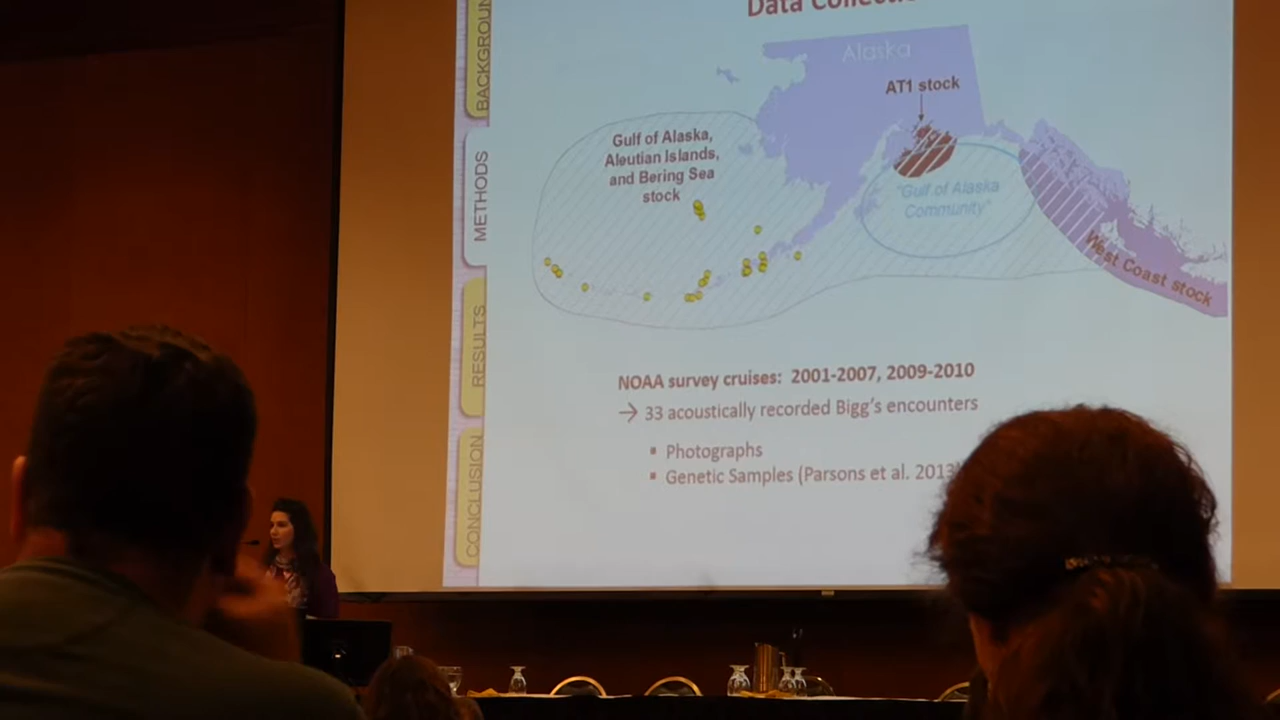 Data Collec
BACKGROUN
METHODS
RESULTS
CONCLUSION
Alaska
AT1 stock
Gulf of Alaska,
Aleutian Islands,
and Bering Sea
stock
"Gulf of Alaska
Community"
West Coast stock
NOAA survey cruises: 2001-2007, 2009-2010
→ 33 acoustically recorded Bigg's encounters
▪ Photographs
▪ Genetic Samples (Parsons et al. 2013)